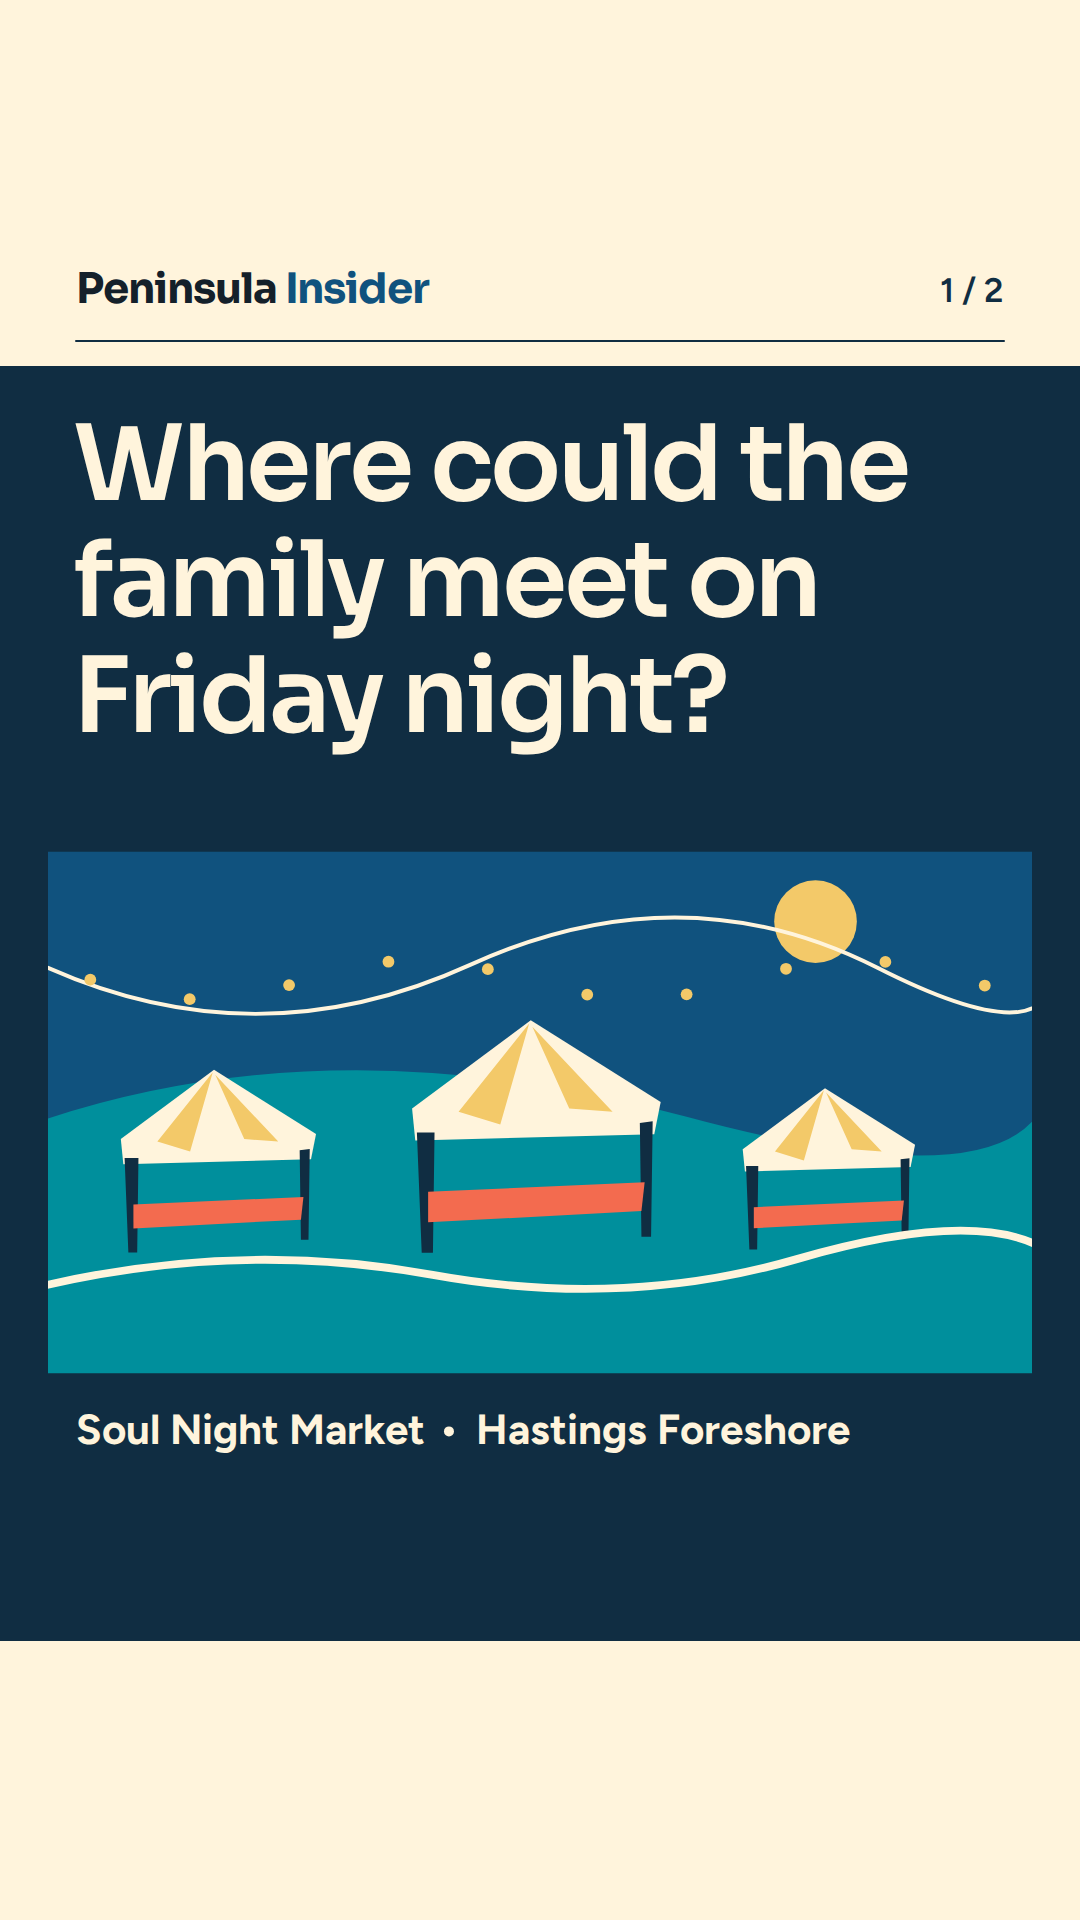 Peninsula Insider
1 / 2
Where could the
family meet on
Friday night?
Soul Night Market • Hastings Foreshore